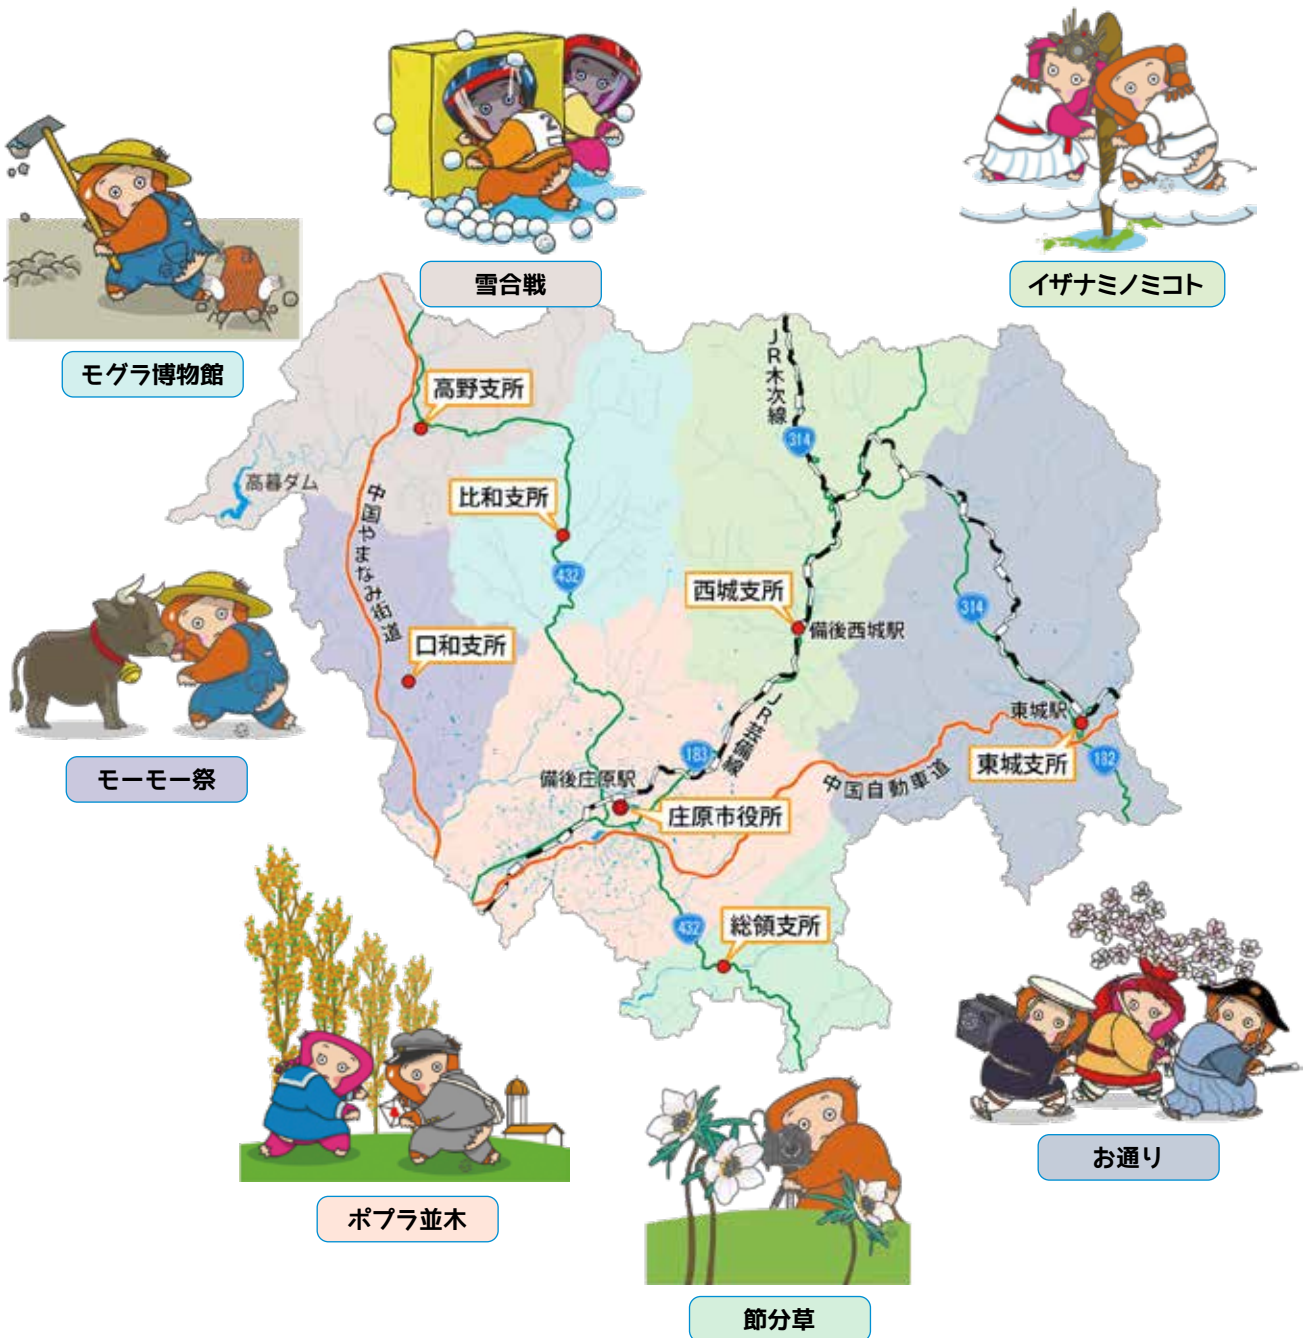 雪合戦
イザナミノミコト
モグラ博物館
JR木次線
高野支所
314
高暮ダム
比和支所
中国やまなみ街道
432
西城支所
314
備後西城駅
口和支所
東城駅
JR芸備線
183
東城支所
182
モーモー祭
備後庄原駅
中国自動車道
庄原市役所
432
総領支所
お通り
ポプラ並木
節分草